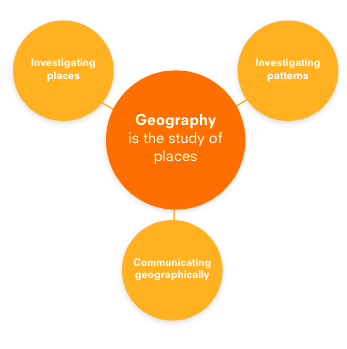 Investigating
places
Investigating
patterns
Geography
is the study of
places
Communicating
geographically